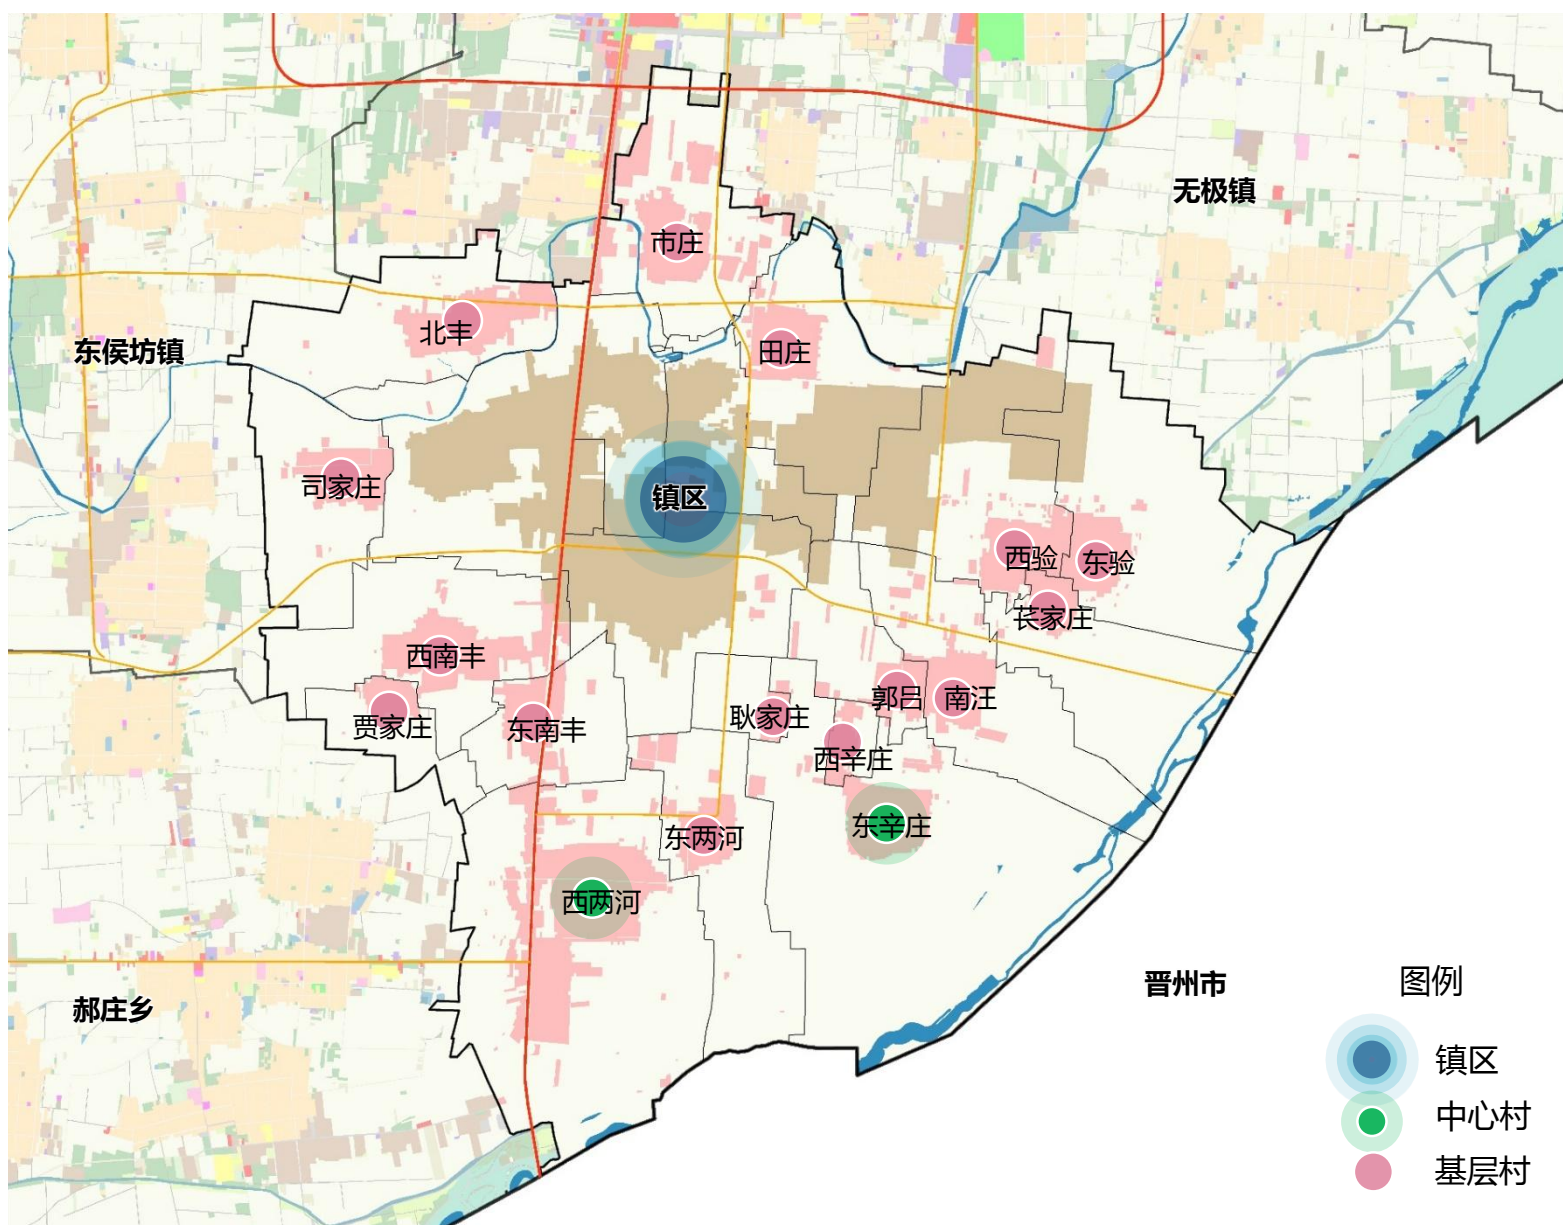 无极镇
市庄
北丰
东侯坊镇
田庄
司家庄
镇区
西验
东验
苌家庄
西南丰
郭吕
南汪
贾家庄
东南丰
耿家庄
西辛庄
东辛庄
东两河
西两河
郝庄乡
晋州市
图例
镇区
中心村
基层村